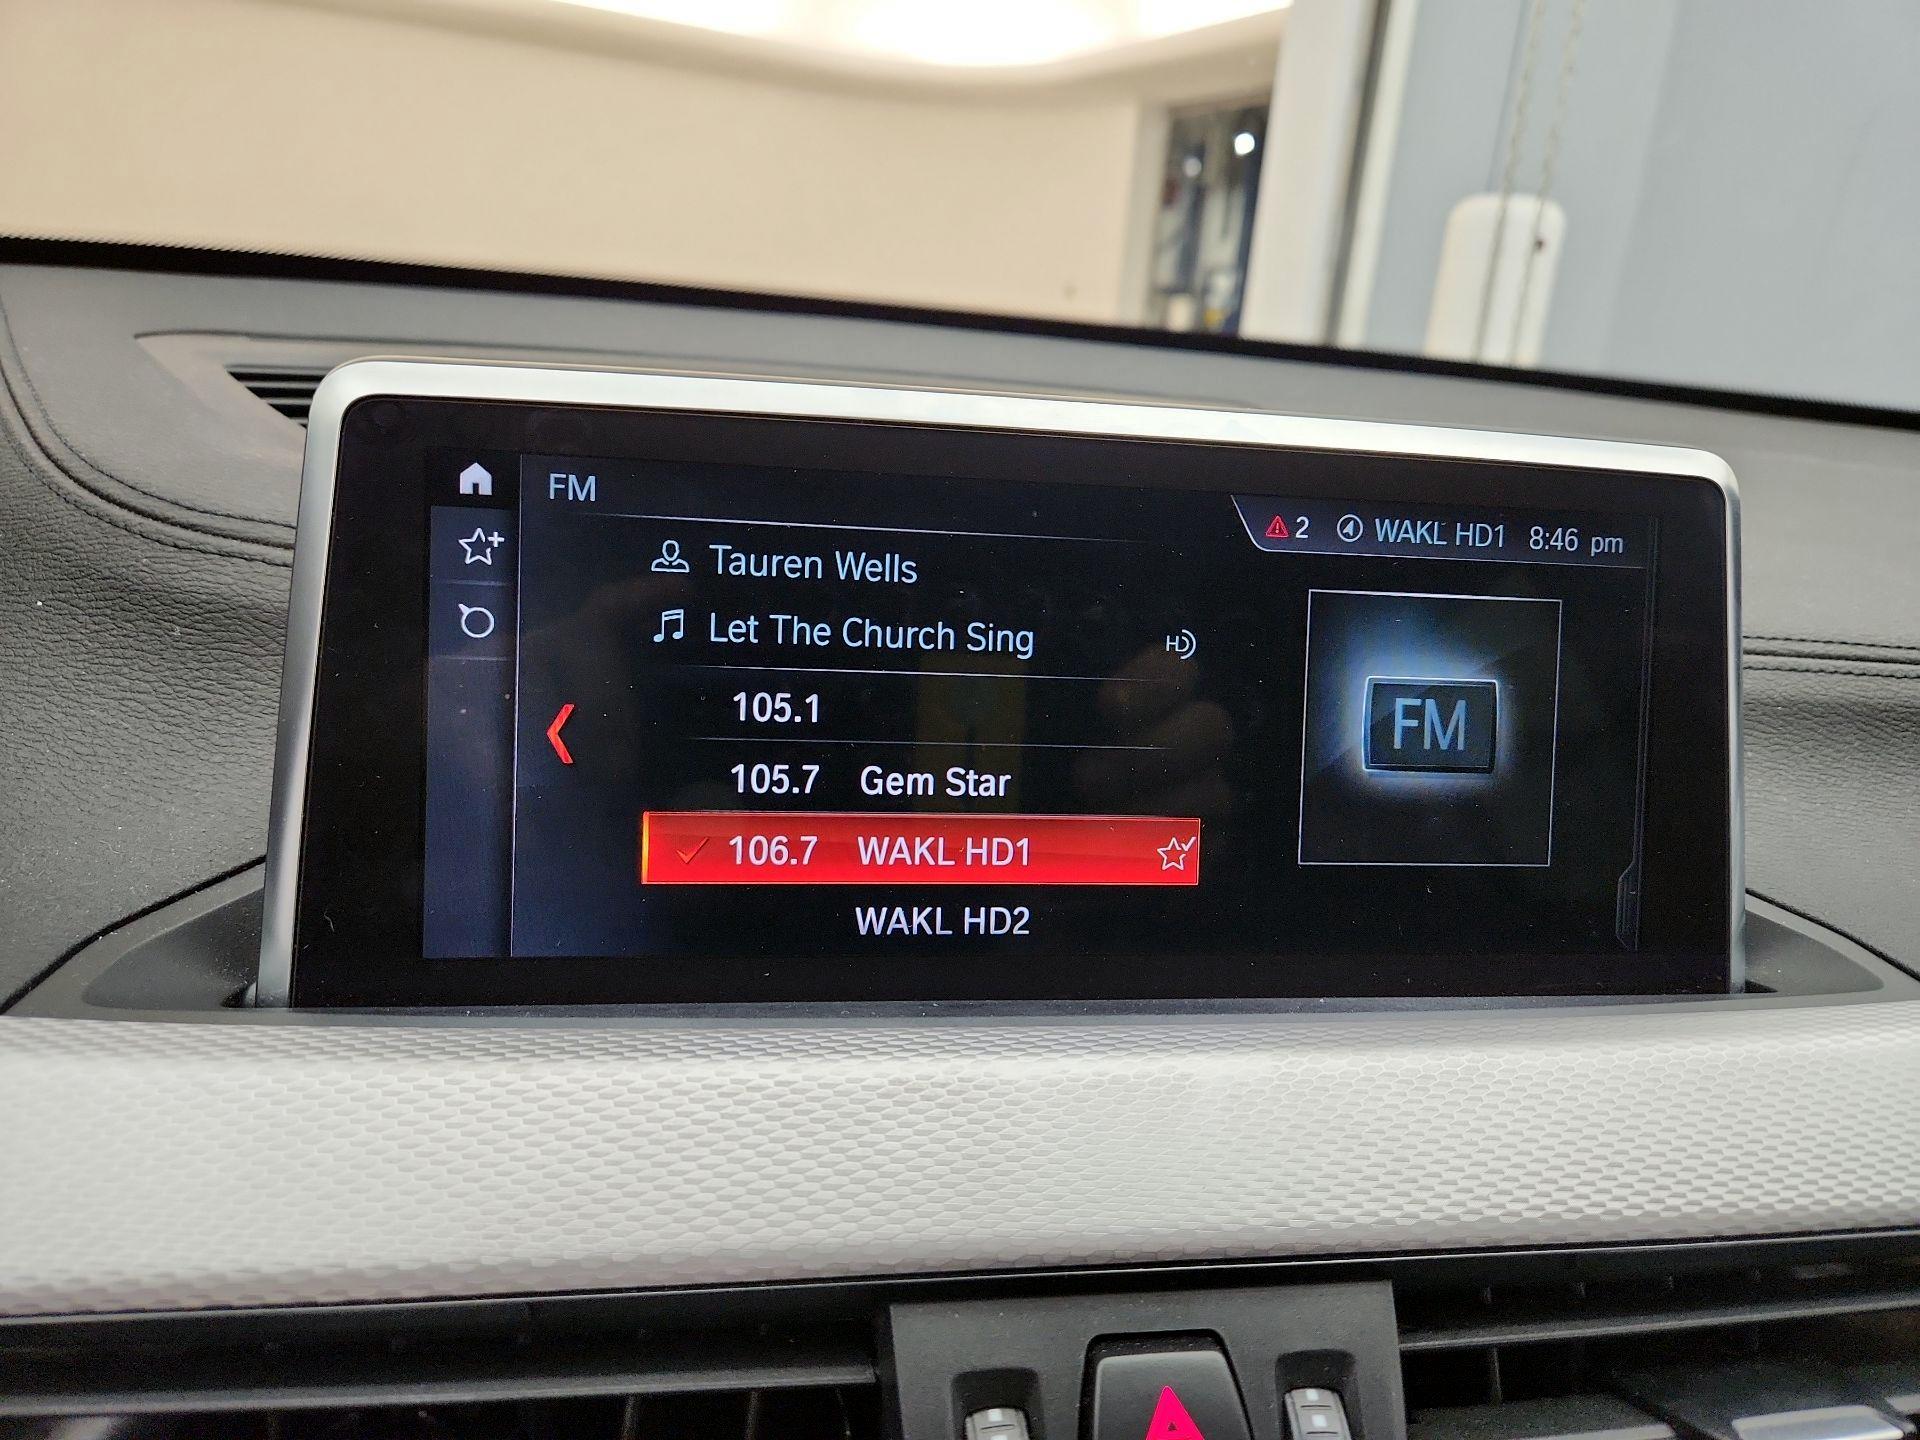 FM
2 WAKL HD1 8:46 pm
Tauren Wells
Let The Church Sing HD
105.1
FM
105.7 Gem Star
106.7 WAKL HD1
WAKL HD2